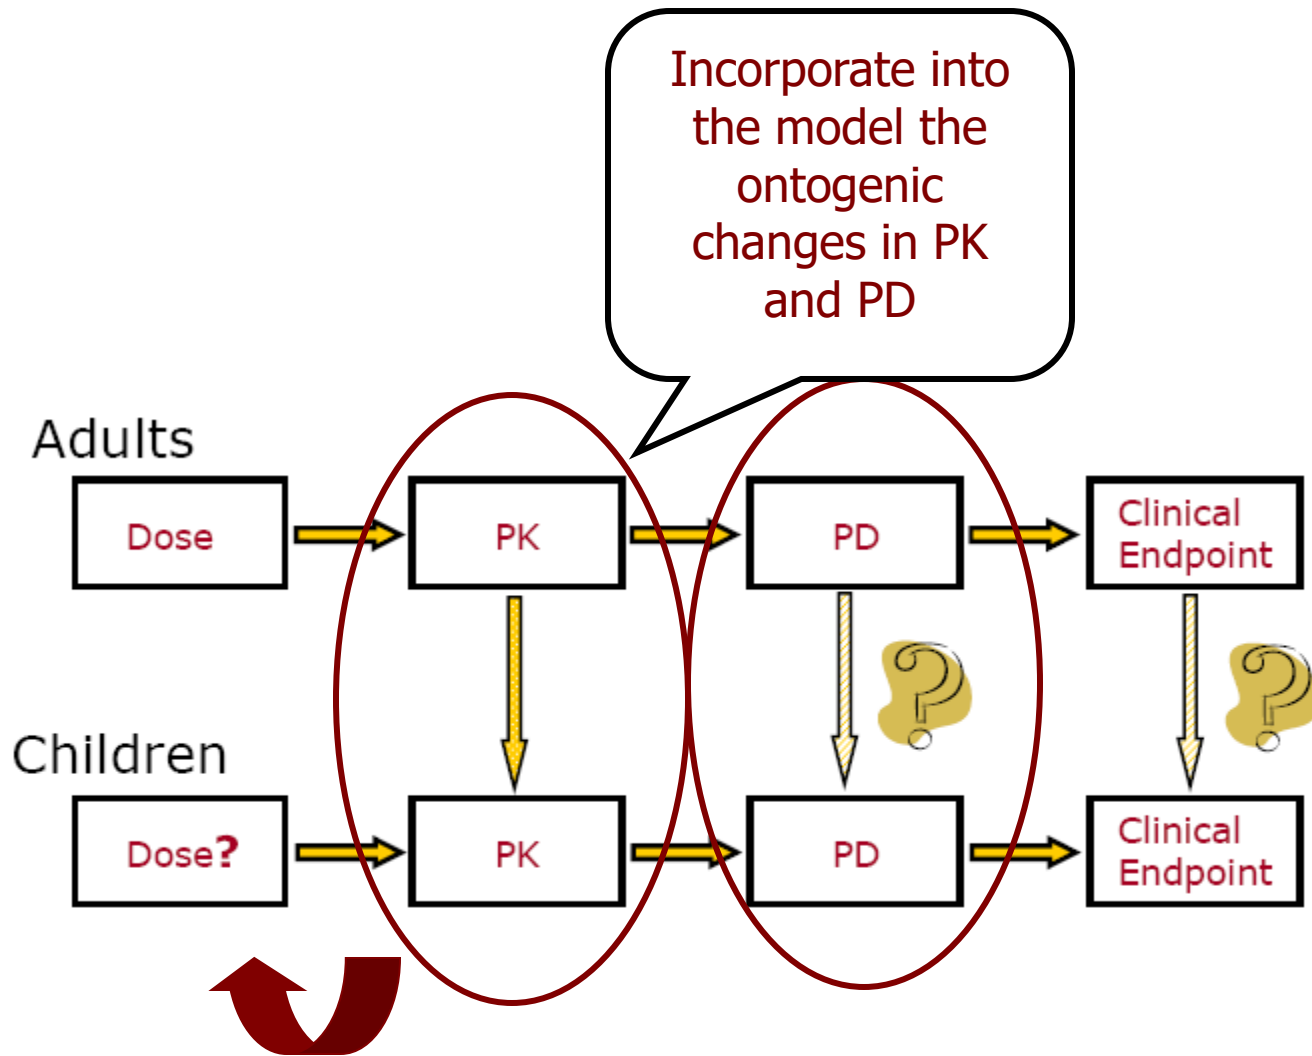 Incorporate into
the model the
ontogenic
changes in PK
and PD
Adults
Dose
PK
PD
Clinical
Endpoint
?
?
Children
Dose?
PK
PD
Clinical
Endpoint